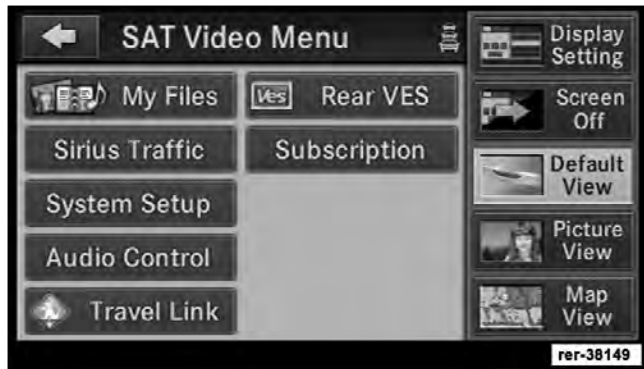 SAT Video Menu
My Files
Ves
Rear VES
Sirius Traffic
Subscription
System Setup
Audio Control
Travel Link
Display
Setting
Screen
Off
Default
View
Picture
View
Map
View
rer-38149